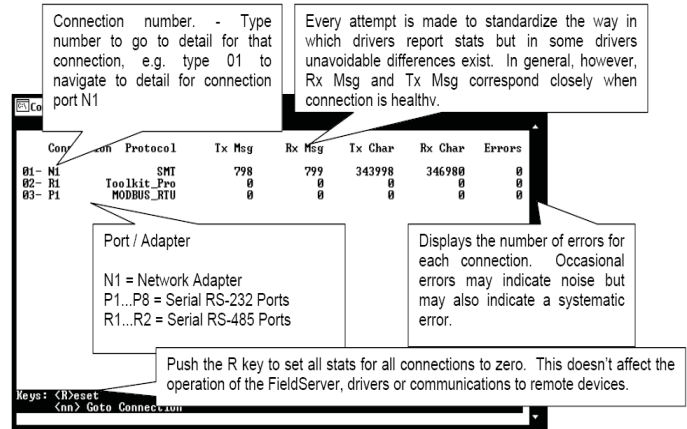 Connection number. - Type
number to go to detail for that
connection, e.g. type 01 to
navigate to detail for connection
port N1
Every attempt is made to standardize the way in
which drivers report stats but in some drivers
unavoidable differences exist. In general, however,
Rx Msg and Tx Msg correspond closely when
connection is healthy.
Co
Con ion Protocol Tx Msg Rx Msg Tx Char Rx Char Errors
01- N1 SMT 798 799 343998 346980 0
02- R1 Toolkit_Pro 0 0 0 0 0
03- P1 MODBUS_RTU 0 0 0 0 0
Port / Adapter
N1 = Network Adapter
P1...P8 = Serial RS-232 Ports
R1...R2 = Serial RS-485 Ports
Displays the number of errors for
each connection. Occasional
errors may indicate noise but
may also indicate a systematic
error.
Push the R key to set all stats for all connections to zero. This doesn't affect the
operation of the FieldServer, drivers or communications to remote devices.
Keys: <R>eset
<nn> Goto Connection